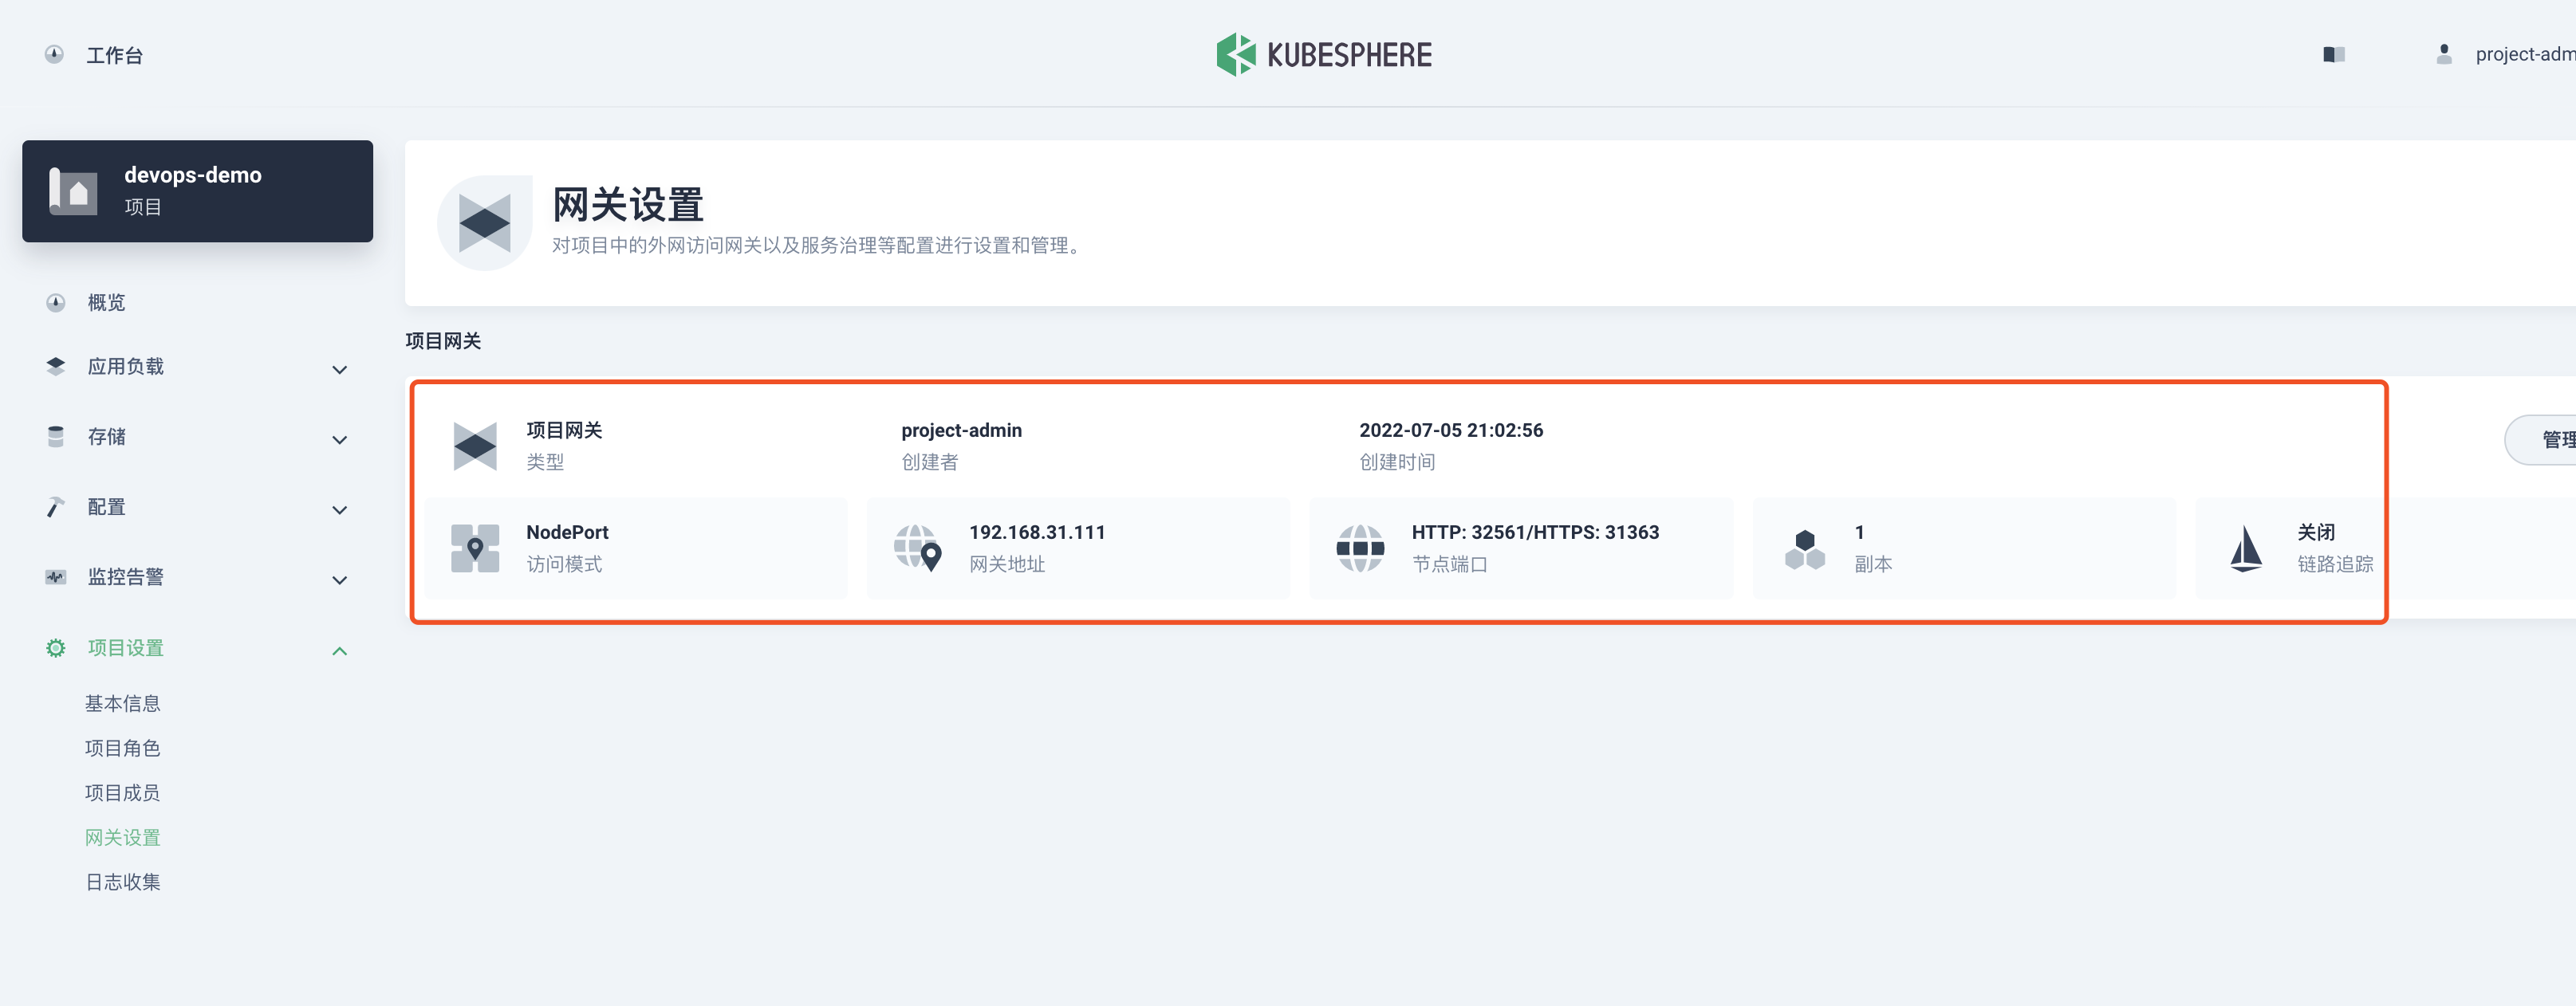 工作台
KUBESPHERE
project-adm
devops-demo
项目
概览
应用负载
存储
配置
监控告警
项目设置
基本信息
项目角色
项目成员
网关设置
日志收集
网关设置
对项目中的外网访问网关以及服务治理等配置进行设置和管理。
项目网关
项目网关
类型
project-admin
创建者
2022-07-05 21:02:56
创建时间
管理
NodePort
访问模式
192.168.31.111
网关地址
HTTP: 32561/HTTPS: 31363
节点端口
1
副本
关闭
链路追踪